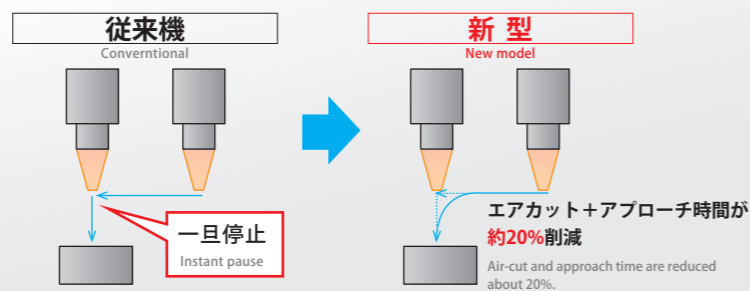 従来機
Converntional
新 型
New model
一旦停止
Instant pause
エアカット＋アプローチ時間が
約20%削減
Air-cut and approach time are reduced
about 20%.